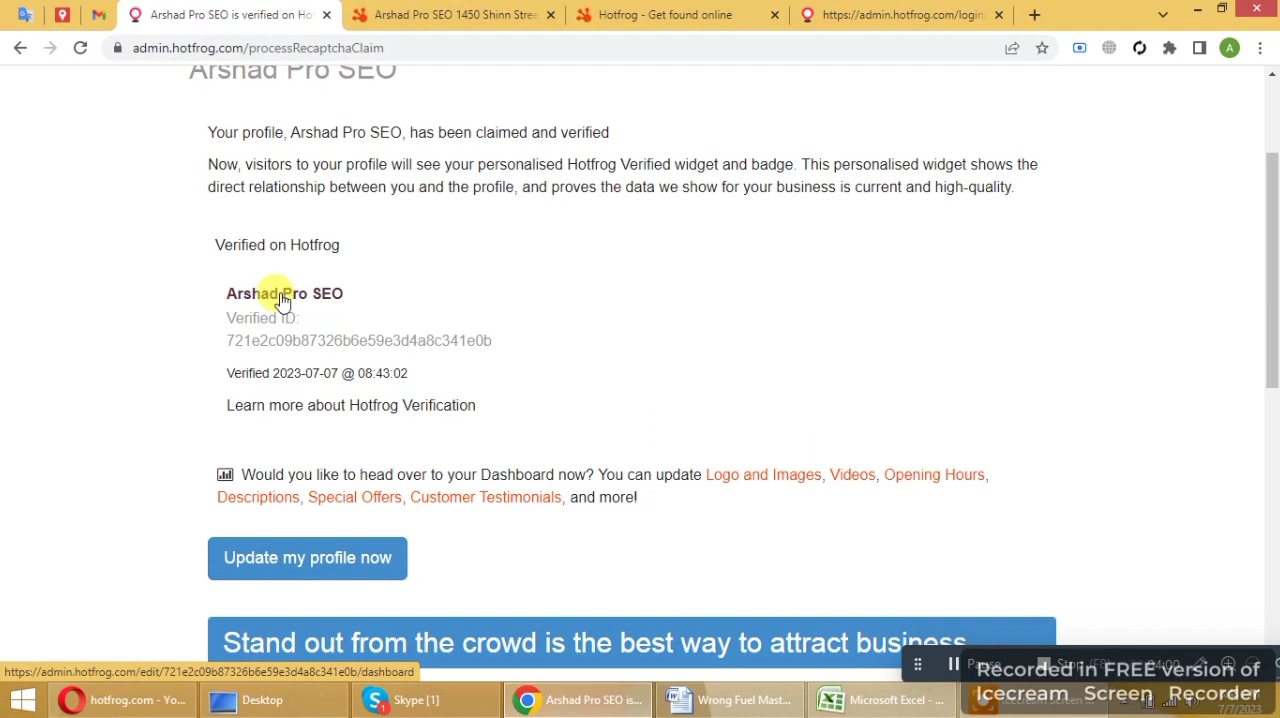 Arshad Pro SEO is verified on Hot
Arshad Pro SEO 1450 Shinn Stree
Hotfrog - Get found online
https://admin.hotfrog.com/login
admin.hotfrog.com/processRecaptchaClaim
A
Arshad Pro SEO
Your profile, Arshad Pro SEO, has been claimed and verified
Now, visitors to your profile will see your personalised Hotfrog Verified widget and badge. This personalised widget shows the
direct relationship between you and the profile, and proves the data we show for your business is current and high-quality.
Verified on Hotfrog
Arshad Pro SEO
Verified ID:
721e2c09b87326b6e59e3d4a8c341e0b
Verified 2023-07-07 @ 08:43:02
Learn more about Hotfrog Verification
Would you like to head over to your Dashboard now? You can update Logo and Images, Videos, Opening Hours,
Descriptions, Special Offers, Customer Testimonials, and more!
Update my profile now
Stand out from the crowd is the best way to attract business
https://admin.hotfrog.com/edit/721e2c09b87326b6e59e3d4a8c341e0b/dashboard
Pause
Recorded in FREE version of
Icecream Screen Recorder
hotfrog.com - Yo...
Desktop
Skype [1]
1
Arshad Pro SEO is...
Wrong Fuel Mast...
Microsoft Excel - ...
7/7/2023